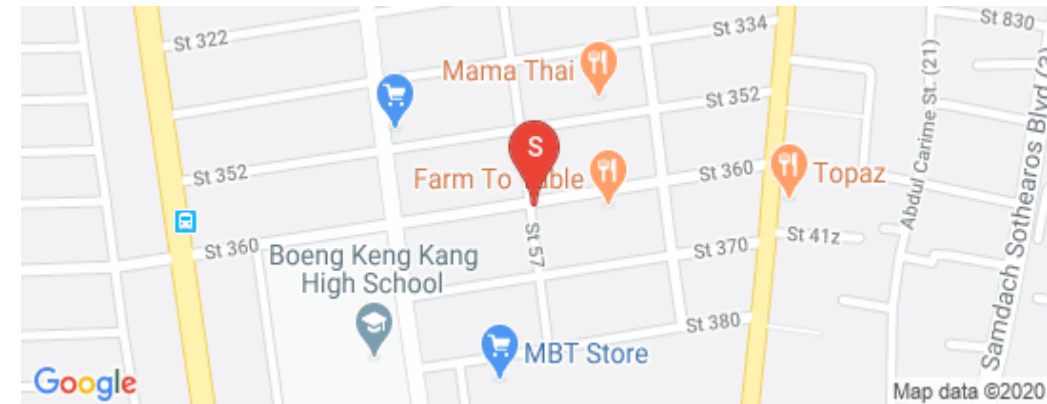 St 322
St 334
St 830
Mama Thai
St 352
S
St 352
Farm To Table
St 360
Topaz
Abdul Carime St. (21)
Samdach Sothearos Blvd (3)
St 360
St 57
St 41z
Boeng Keng Kang
High School
St 370
St 380
MBT Store
Google
Map data ©2020